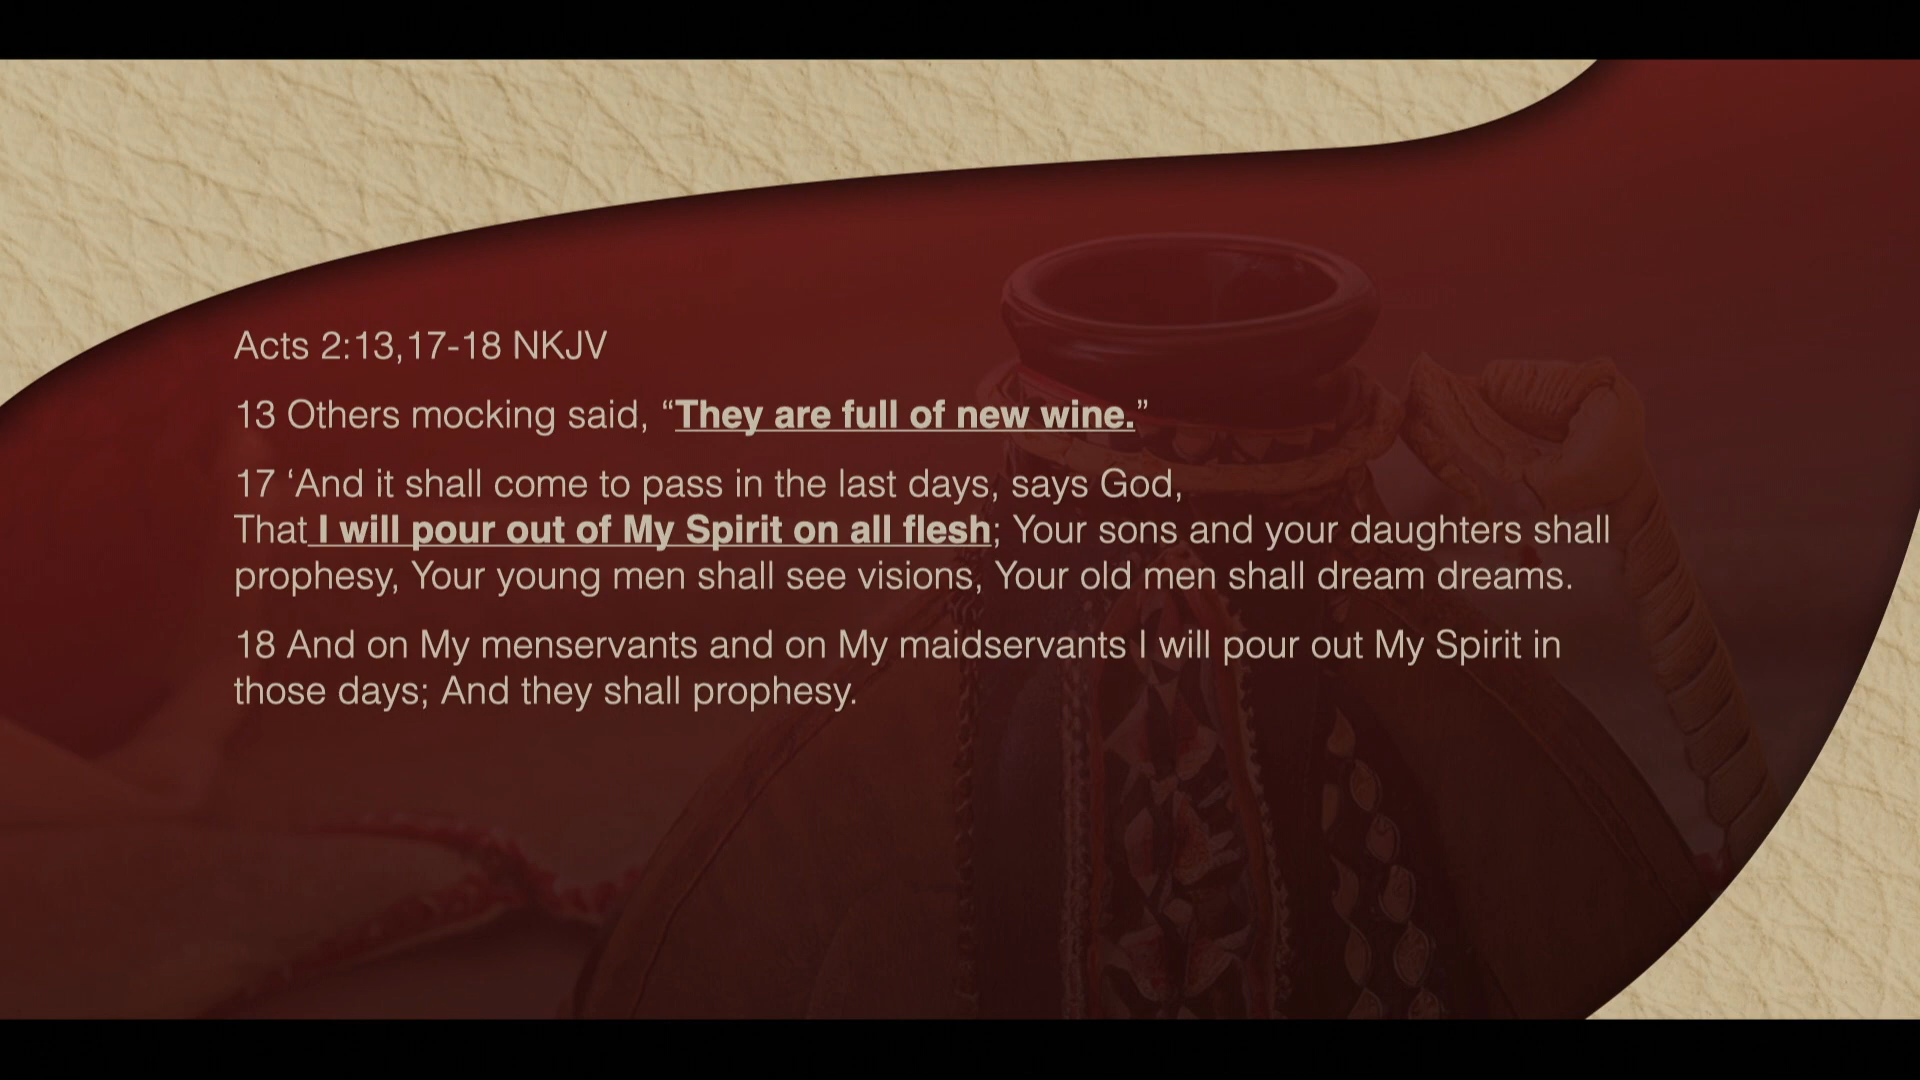 Acts 2:13,17-18 NKJV
13 Others mocking said, “They are full of new wine.”
17 ‘And it shall come to pass in the last days, says God,
That I will pour out of My Spirit on all flesh; Your sons and your daughters shall
prophesy, Your young men shall see visions, Your old men shall dream dreams.
18 And on My menservants and on My maidservants I will pour out My Spirit in
those days; And they shall prophesy.